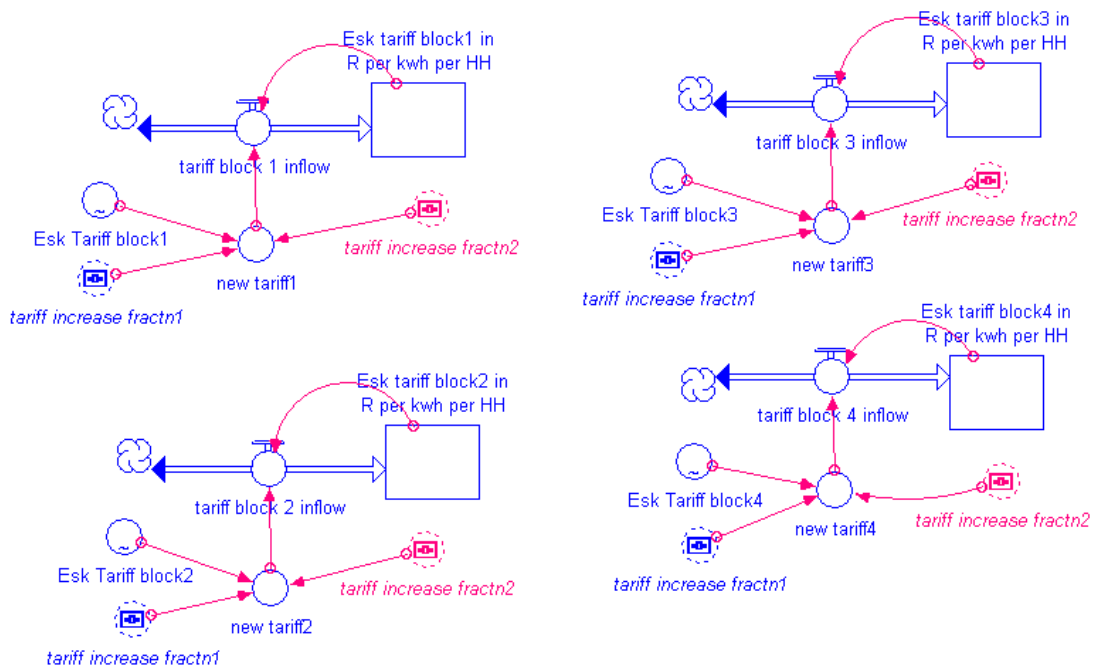 Esk tariff block1 in
R per kwh per HH
tariff block 1 inflow
Esk Tariff block1
tariff increase fractn2
new tariff1
tariff increase fractn1
Esk tariff block3 in
R per kwh per HH
tariff block 3 inflow
Esk Tariff block3
tariff increase fractn2
new tariff3
tariff increase fractn1
Esk tariff block2 in
R per kwh per HH
tariff block 2 inflow
Esk Tariff block2
tariff increase fractn2
new tariff2
tariff increase fractn1
Esk tariff block4 in
R per kwh per HH
tariff block 4 inflow
Esk Tariff block4
tariff increase fractn2
new tariff4
tariff increase fractn1